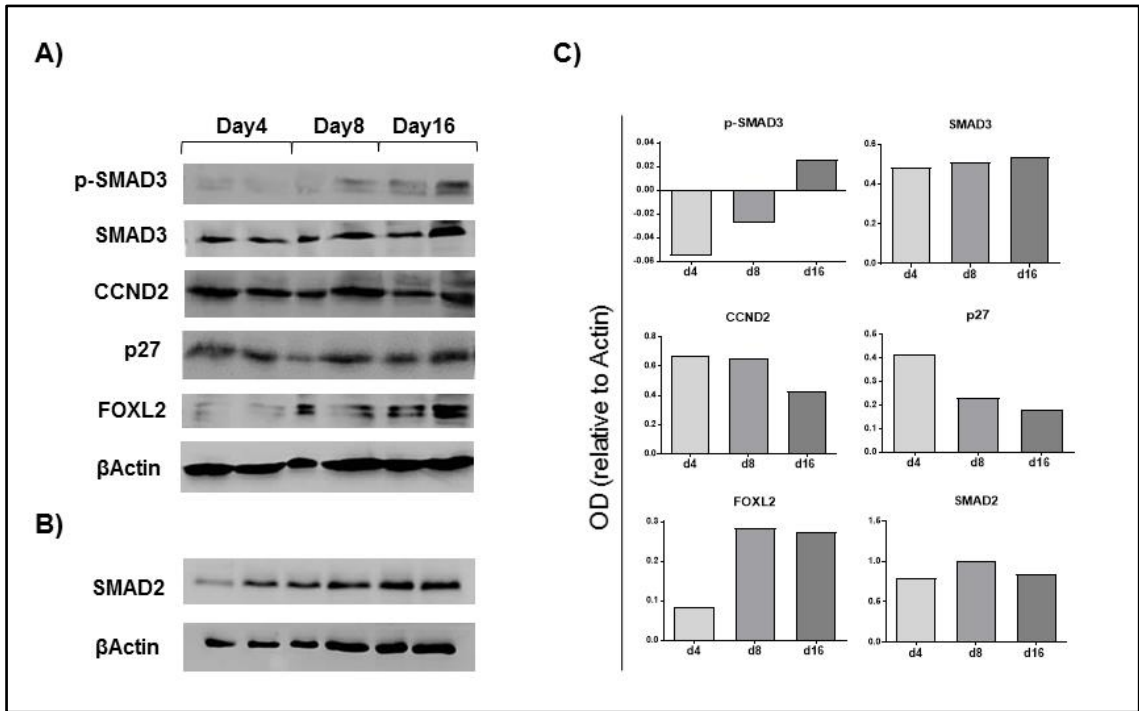 A)
Day4 Day8 Day16
p-SMAD3
SMAD3
CCND2
p27
FOXL2
βActin
B)
SMAD2
βActin
C)
OD (relative to Actin)
p-SMAD3
0.04
0.02
0.00
-0.02
-0.04
-0.06
d4 d8 d16
SMAD3
0.6
0.4
0.2
0.0
d4 d8 d16
CCND2
0.8
0.6
0.4
0.2
0.0
d4 d8 d16
p27
0.6
0.4
0.3
0.2
0.1
0.0
d4 d8 d16
FOXL2
0.3
0.2
0.1
0.0
d4 d8 d16
SMAD2
1.6
1.0
0.6
0.0
d4 d8 d16